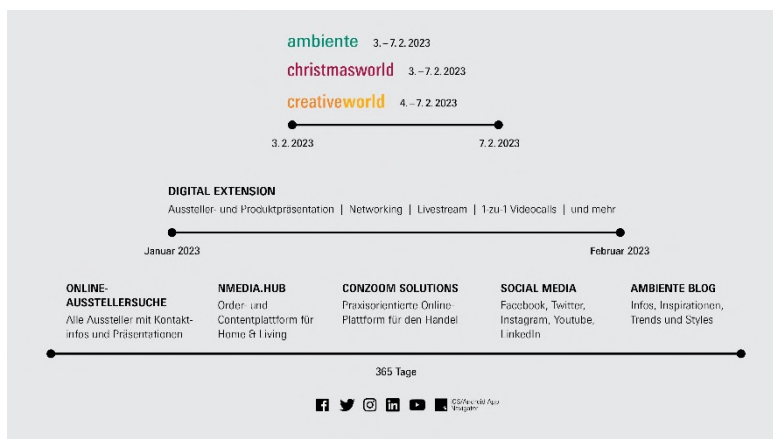 ambiente 3.–7.2.2023
christmasworld 3.–7.2.2023
creativeworld 4.–7.2.2023
3.2.2023 7.2.2023
DIGITAL EXTENSION
Aussteller- und Produktpräsentation | Networking | Livestream | 1-zu-1 Videocalls | und mehr
Januar 2023 Februar 2023
ONLINE-
AUSSTELLERSUCHE
Alle Aussteller mit Kontakt-
infos und Präsentationen
NMEDIA.HUB
Order- und
Contentplattform für
Home & Living
CONZOOM SOLUTIONS
Praxisorientierte Online-
Plattform für den Handel
SOCIAL MEDIA
Facebook, Twitter,
Instagram, Youtube,
LinkedIn
AMBIENTE BLOG
Infos, Inspirationen,
Trends und Styles
365 Tage
iOS/Android App
Navigator